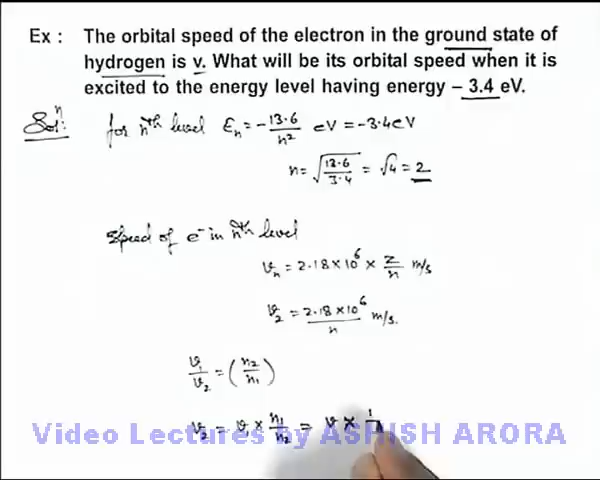 Ex : The orbital speed of the electron in the ground state of
hydrogen is v. What will be its orbital speed when it is
excited to the energy level having energy – 3.4 eV.
Solⁿ
for nth level Eₙ = -13.6/n² eV = -3.4eV
n = √(13.6/3.4) = √4 = 2
Speed of e⁻ in nth level
vₙ = 2.18 × 10⁶ × Z/n m/s
v₂ = 2.18 × 10⁶/n m/s.
v₁/v₂ = (n₂/n₁)
v₂ = v₁ × n₁/n₂ = v × 1/
Video Lectures by ASHISH ARORA